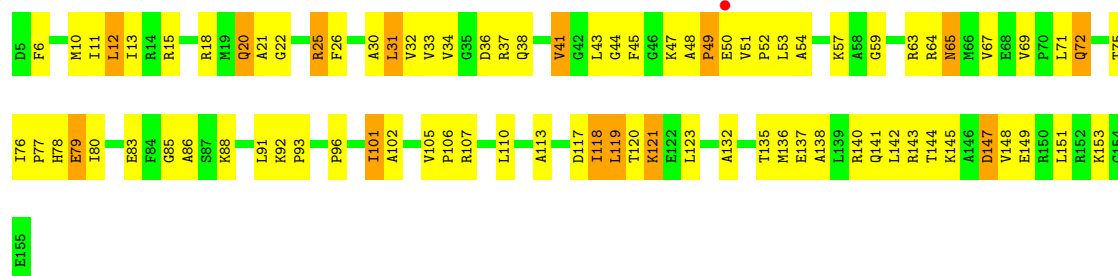 D5 F6 M10 I11 L12 I13 R14 R15 R18 M19 Q20 A21 G22 R25 F26 A30 L31 V32 V33 V34 G35 D36 R37 Q38 V41 G42 L43 G44 F45 G46 K47 A48 P49 E50 V51 P52 L53 A54 K57 A58 G59 R63 R64 N65 M66 V67 E68 V69 P70 L71 Q72 T75
I76 P77 H78 E79 I80 E83 F84 G85 A86 S87 K88 L91 K92 P93 P96 I101 A102 V105 P106 R107 L110 A113 D117 I118 L119 T120 K121 E122 L123 A132 T135 M136 E137 A138 L139 R140 Q141 L142 R143 T144 K145 A146 D147 V148 E149 R150 L151 R152 K153 G154
E155